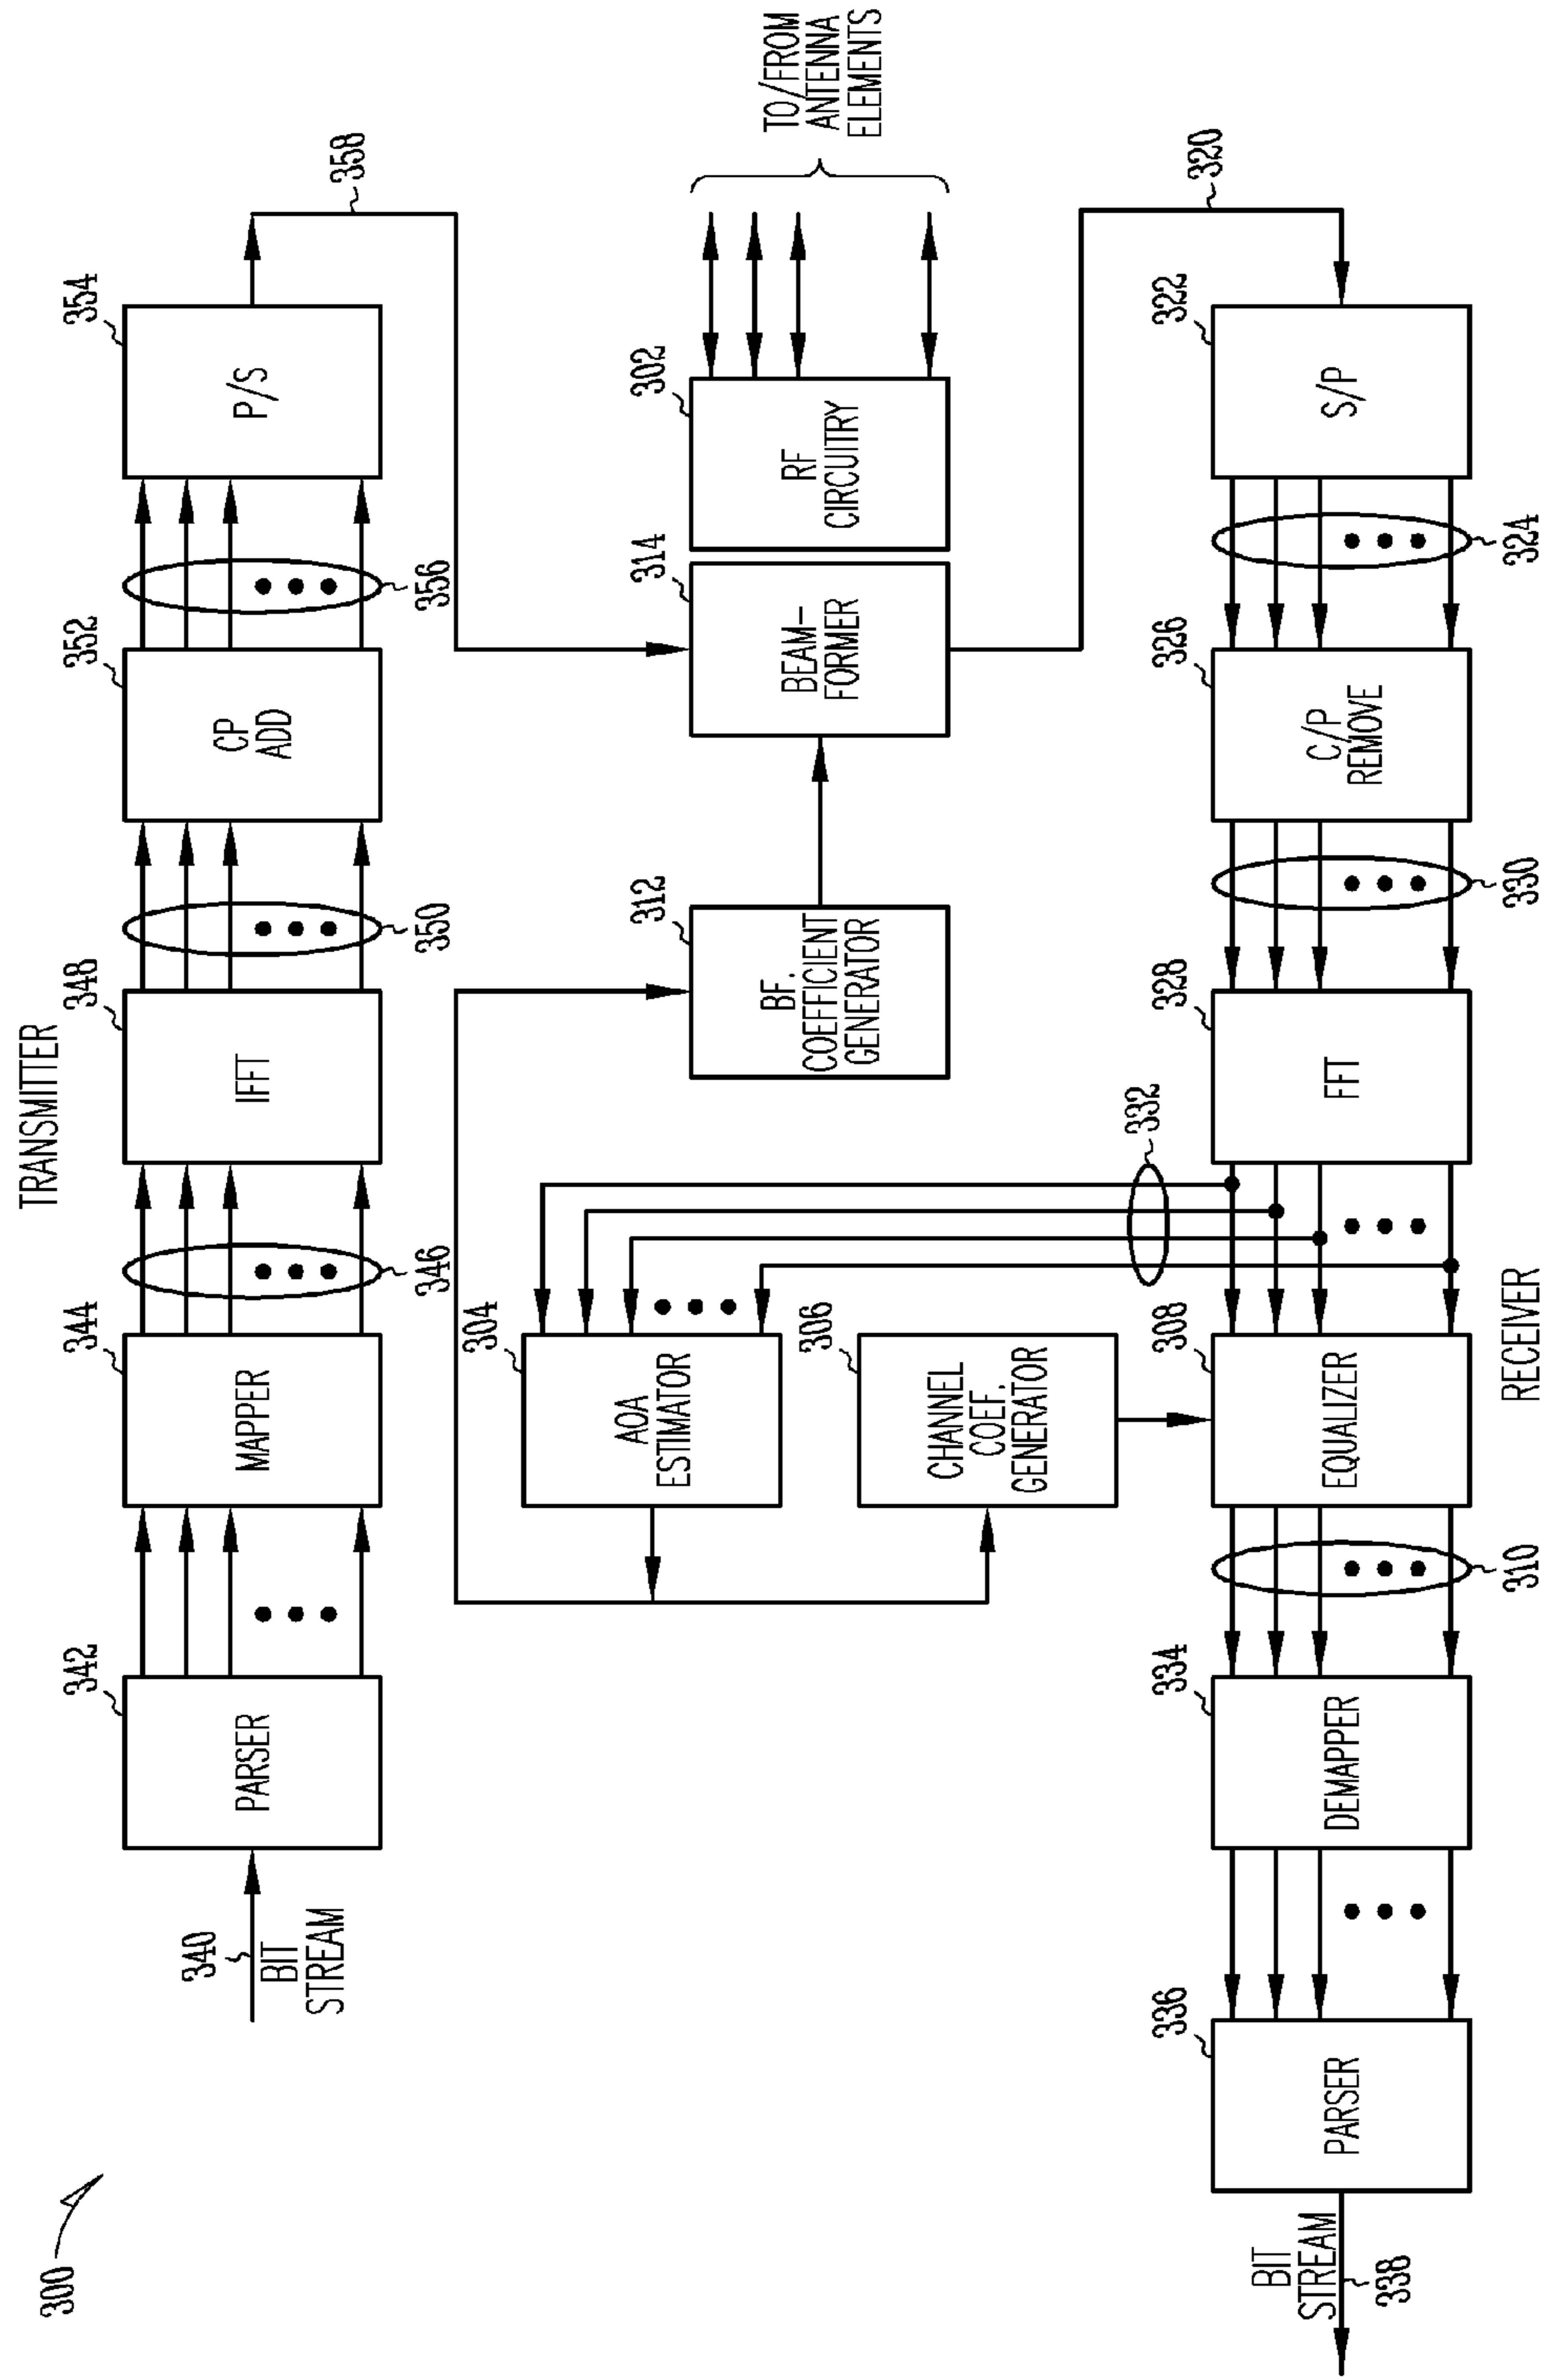 300
TRANSMITTER
340
BIT
STREAM
342
PARSER
344
MAPPER
346
348
IFFT
350
352
CP
ADD
356
354
P/S
358
304
AOA
ESTIMATOR
306
CHANNEL
COEF.
GENERATOR
332
312
BF.
COEFFICIENT
GENERATOR
314
BEAM-
FORMER
302
RF
CIRCUITRY
TO/FROM
ANTENNA
ELEMENTS
320
BIT
STREAM
338
336
PARSER
334
DEMAPPER
310
308
EQUALIZER
328
FFT
330
326
C/P
REMOVE
324
322
S/P
RECEIVER